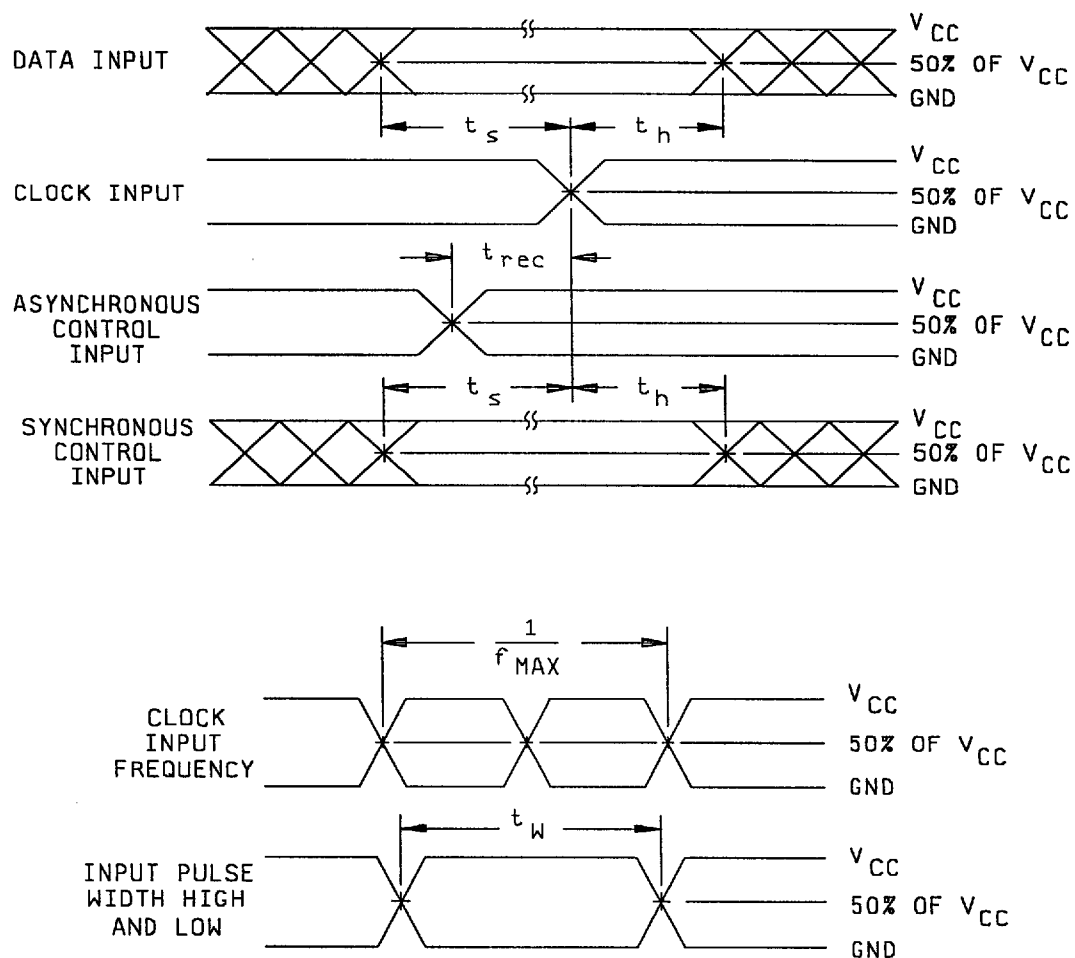 V CC
DATA INPUT
50% OF V CC
GND
t s
t h
V CC
CLOCK INPUT
50% OF V CC
GND
t rec
V CC
ASYNCHRONOUS
CONTROL
INPUT
50% OF V CC
GND
t s
t h
V CC
SYNCHRONOUS
CONTROL
INPUT
50% OF V CC
GND
1
f MAX
V CC
CLOCK
INPUT
FREQUENCY
50% OF V CC
GND
t W
V CC
INPUT PULSE
WIDTH HIGH
AND LOW
50% OF V CC
GND